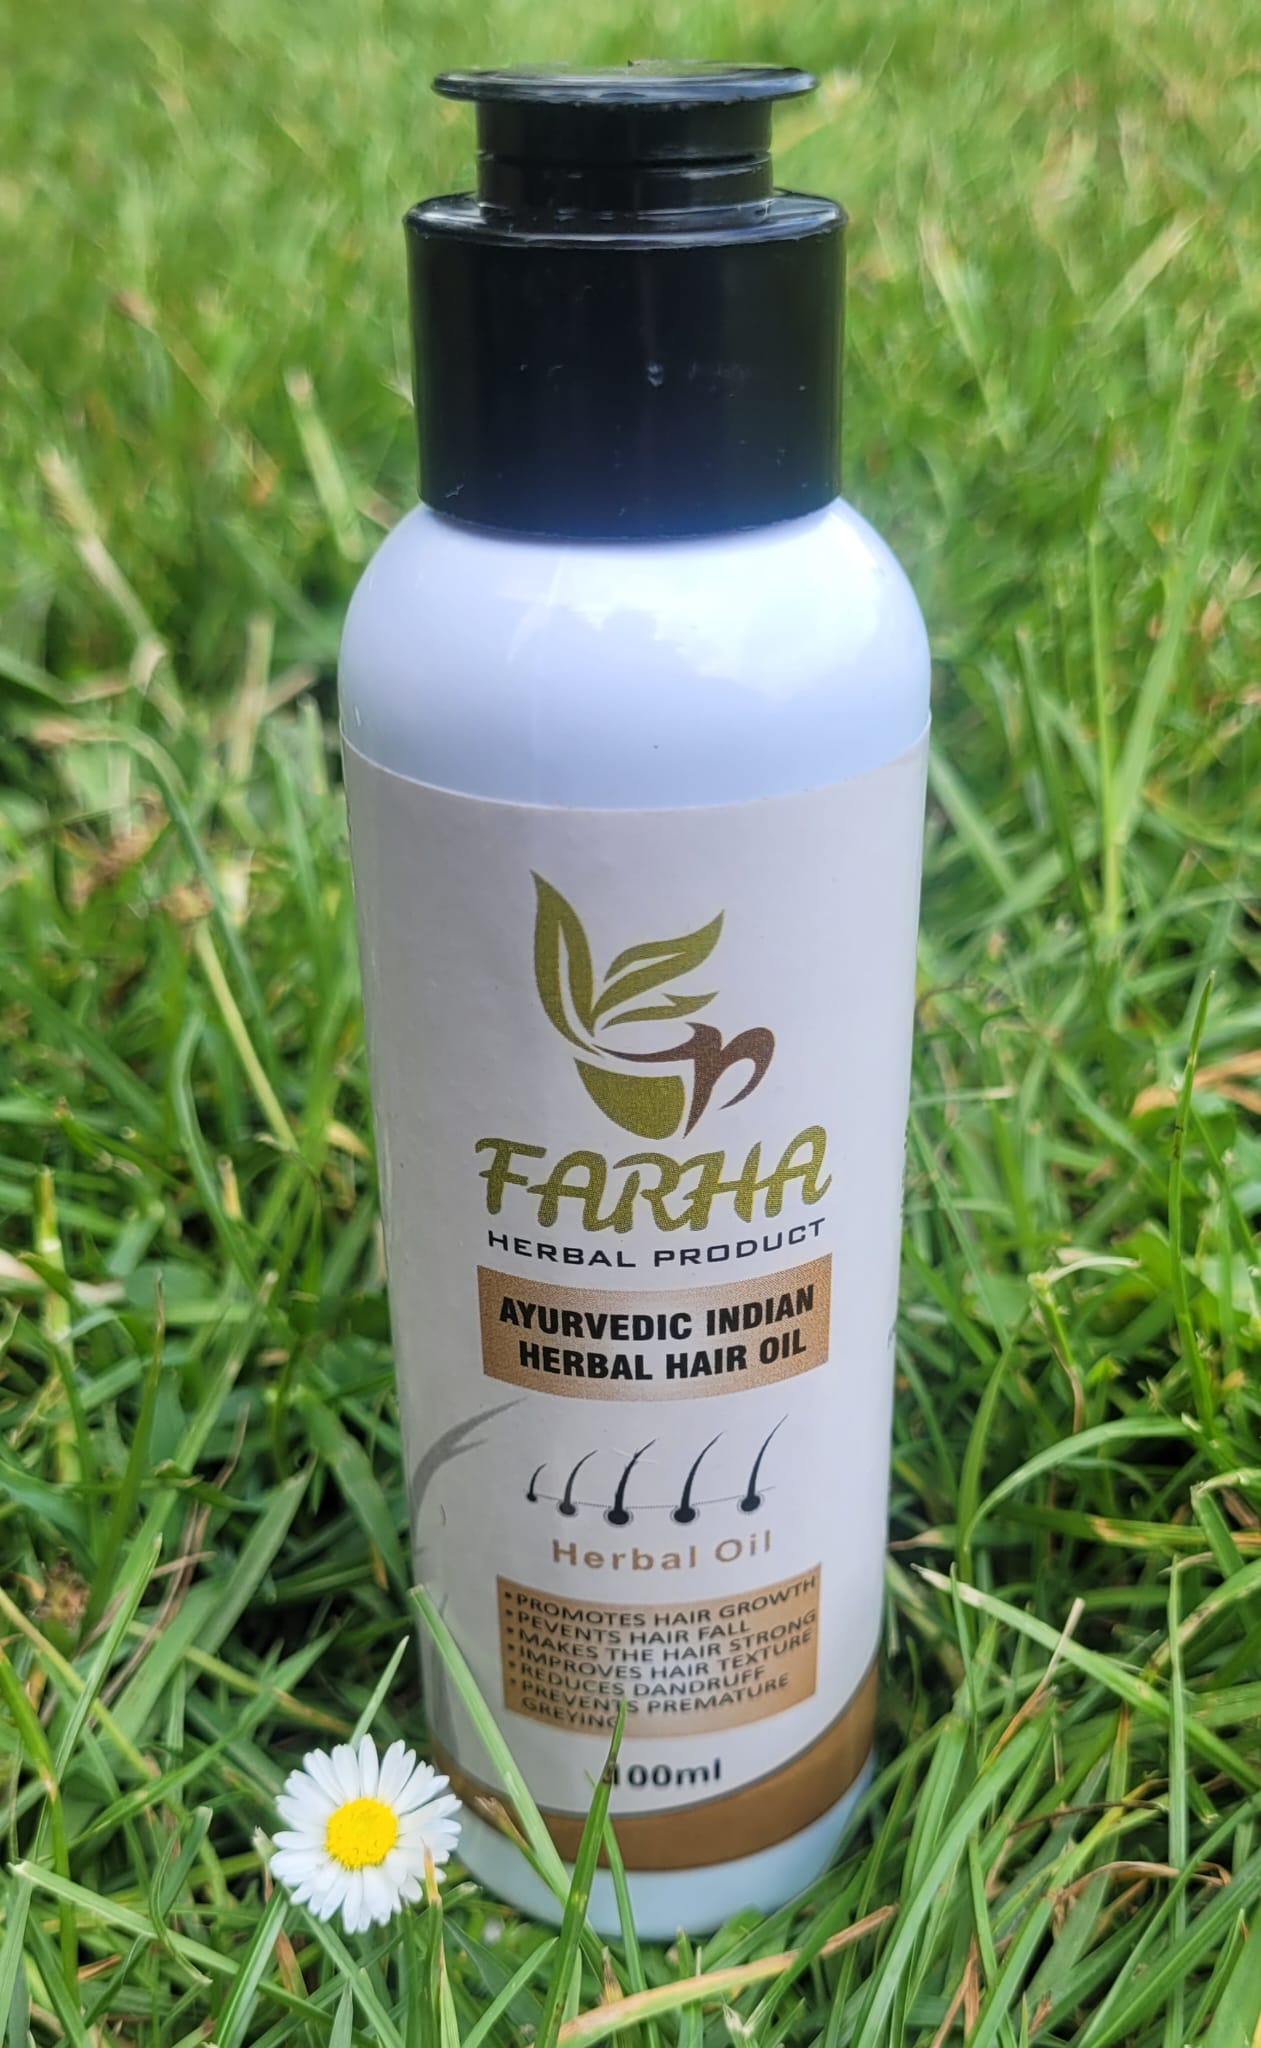 FARHA
HERBAL PRODUCT
AYURVEDIC INDIAN
HERBAL HAIR OIL
Herbal Oil
• PROMOTES HAIR GROWTH
• PEVENTS HAIR FALL
• MAKES THE HAIR STRONG
• IMPROVES HAIR TEXTURE
• REDUCES DANDRUFF
• PREVENTS PREMATURE
GREYING
100ml